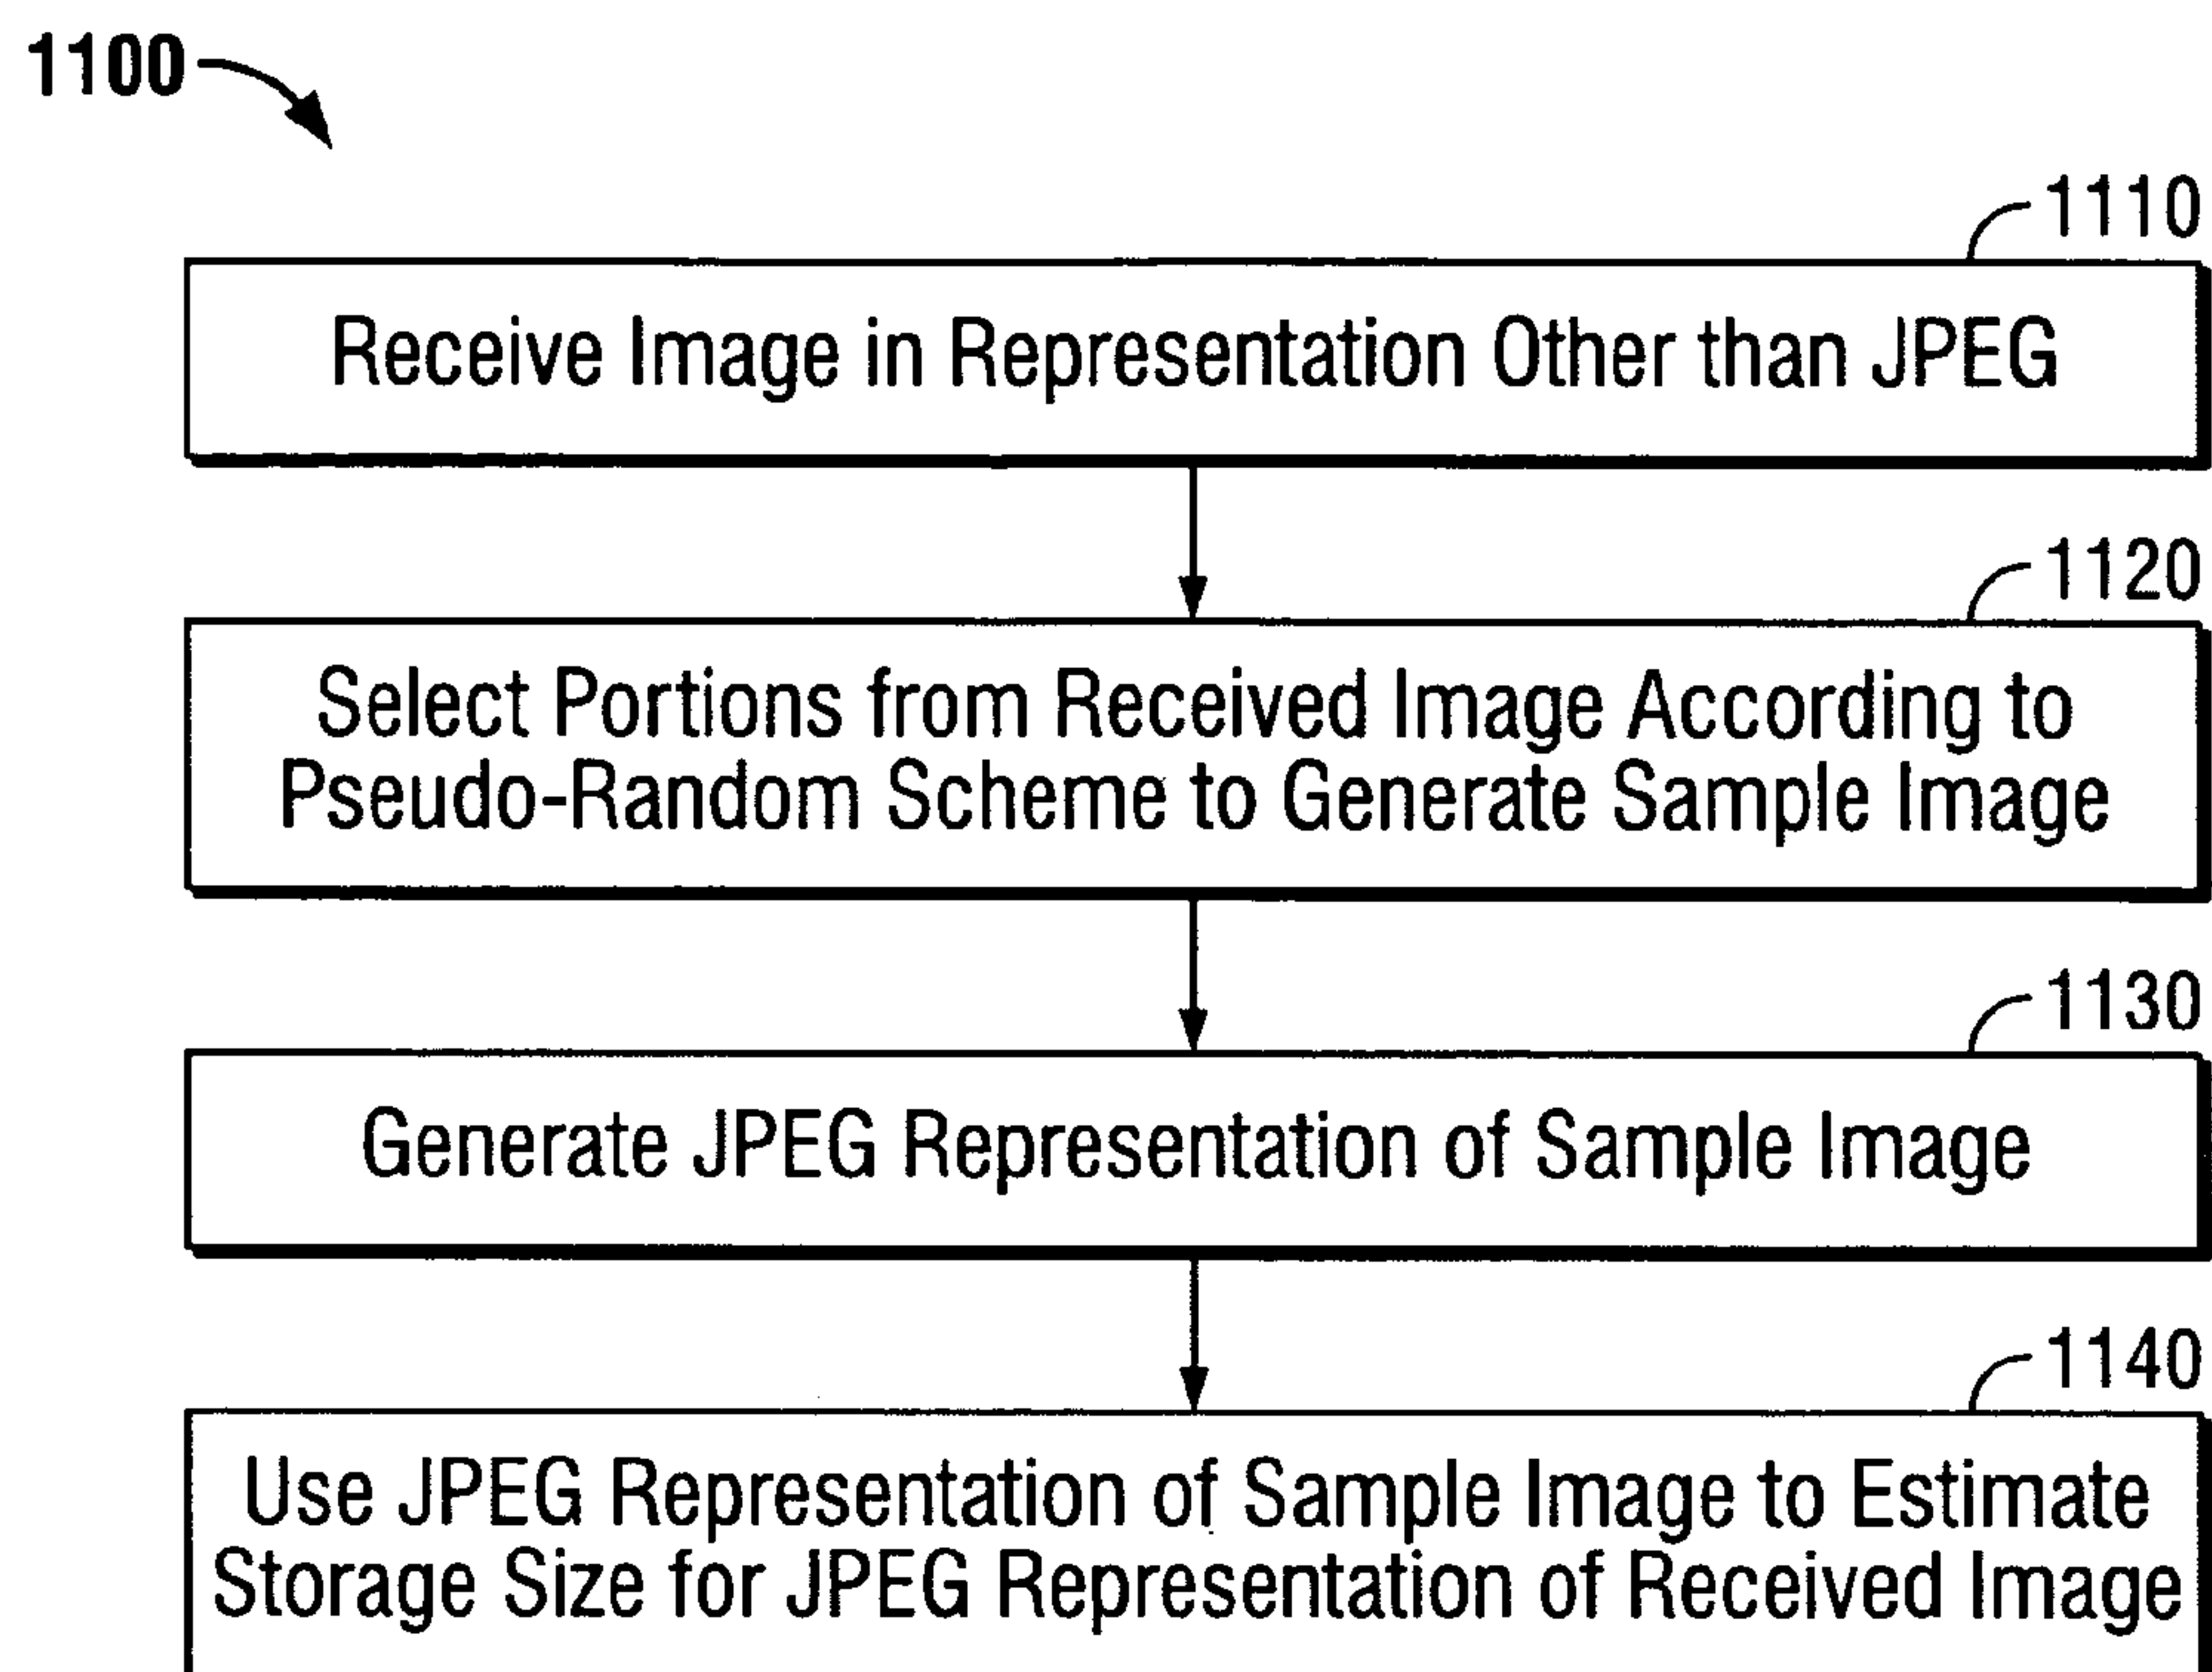 1100
1110
Receive Image in Representation Other than JPEG
1120
Select Portions from Received Image According to
Pseudo-Random Scheme to Generate Sample Image
1130
Generate JPEG Representation of Sample Image
1140
Use JPEG Representation of Sample Image to Estimate
Storage Size for JPEG Representation of Received Image